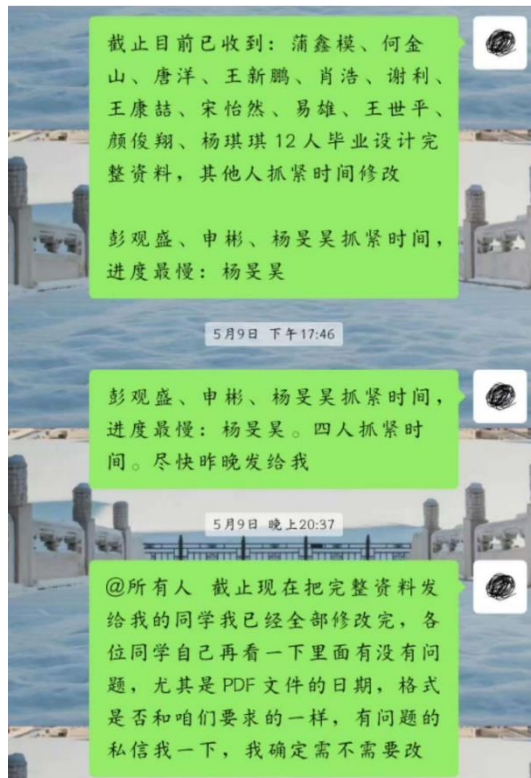 截止目前已收到：蒲鑫模、何金
山、唐洋、王新鹏、肖浩、谢利、
王康喆、宋怡然、易雄、王世平、
颜俊翔、杨琪琪12人毕业设计完
整资料，其他人抓紧时间修改
彭观盛、申彬、杨旻昊抓紧时间，
进度最慢：杨旻昊
5月9日 下午17:46
彭观盛、申彬、杨旻昊抓紧时间，
进度最慢：杨旻昊。四人抓紧时
间。尽快昨晚发给我
5月9日 晚上20:37
@所有人 截止现在把完整资料发
给我的同学我已经全部修改完，各
位同学自己再看一下里面有没有问
题，尤其是PDF文件的日期，格式
是否和咱们要求的一样，有问题的
私信我一下，我确定需不需要改